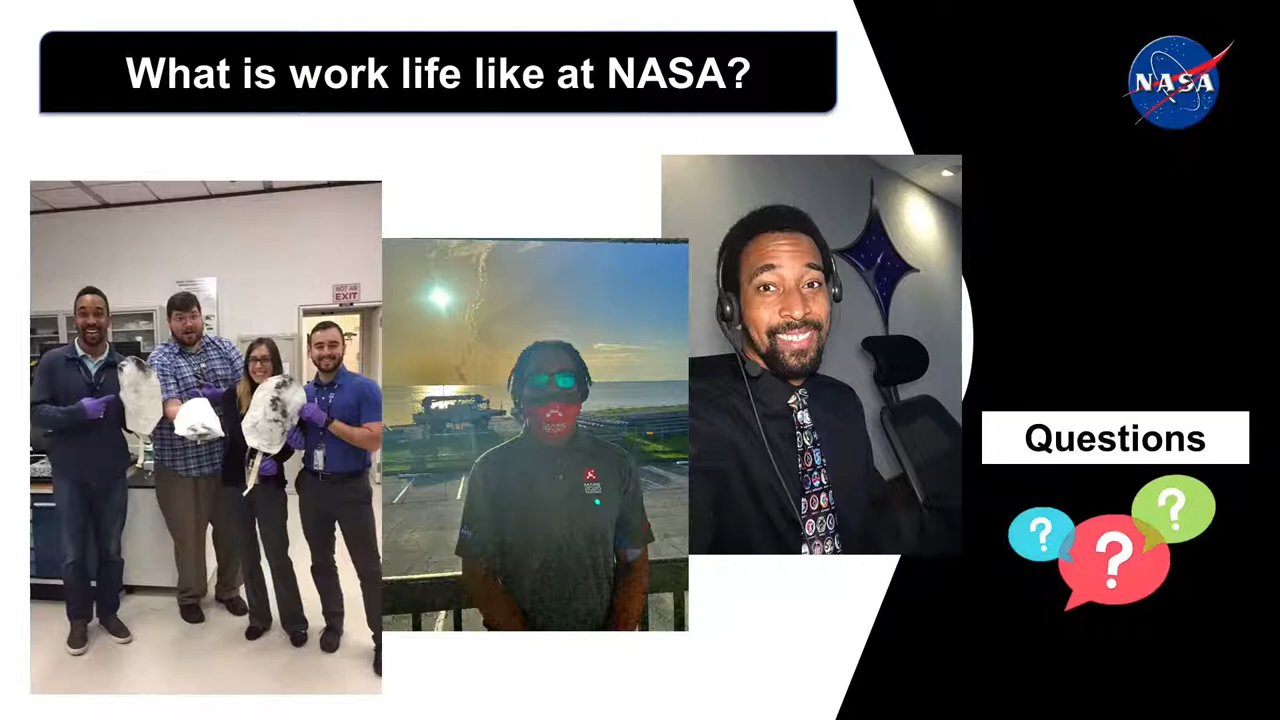 What is work life like at NASA?
NASA
NOT AN
EXIT
Questions
?
?
?